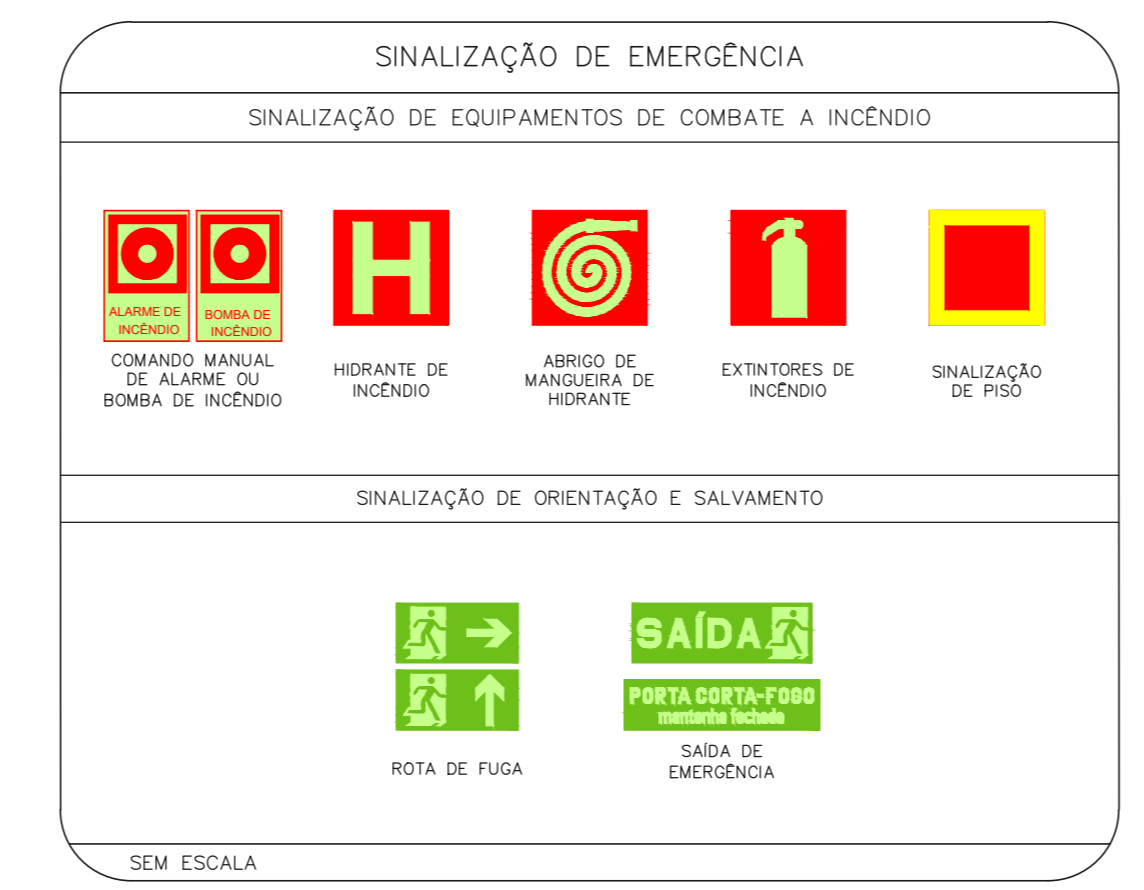 SINALIZAÇÃO DE EMERGÊNCIA
SINALIZAÇÃO DE EQUIPAMENTOS DE COMBATE A INCÊNDIO
ALARME DE
INCÊNDIO
BOMBA DE
INCÊNDIO
H
COMANDO MANUAL
DE ALARME OU
BOMBA DE INCÊNDIO
HIDRANTE DE
INCÊNDIO
ABRIGO DE
MANGUEIRA DE
HIDRANTE
EXTINTORES DE
INCÊNDIO
SINALIZAÇÃO
DE PISO
SINALIZAÇÃO DE ORIENTAÇÃO E SALVAMENTO
SAÍDA
PORTA CORTA-FOGO
mantenha fechada
ROTA DE FUGA
SAÍDA DE
EMERGÊNCIA
SEM ESCALA